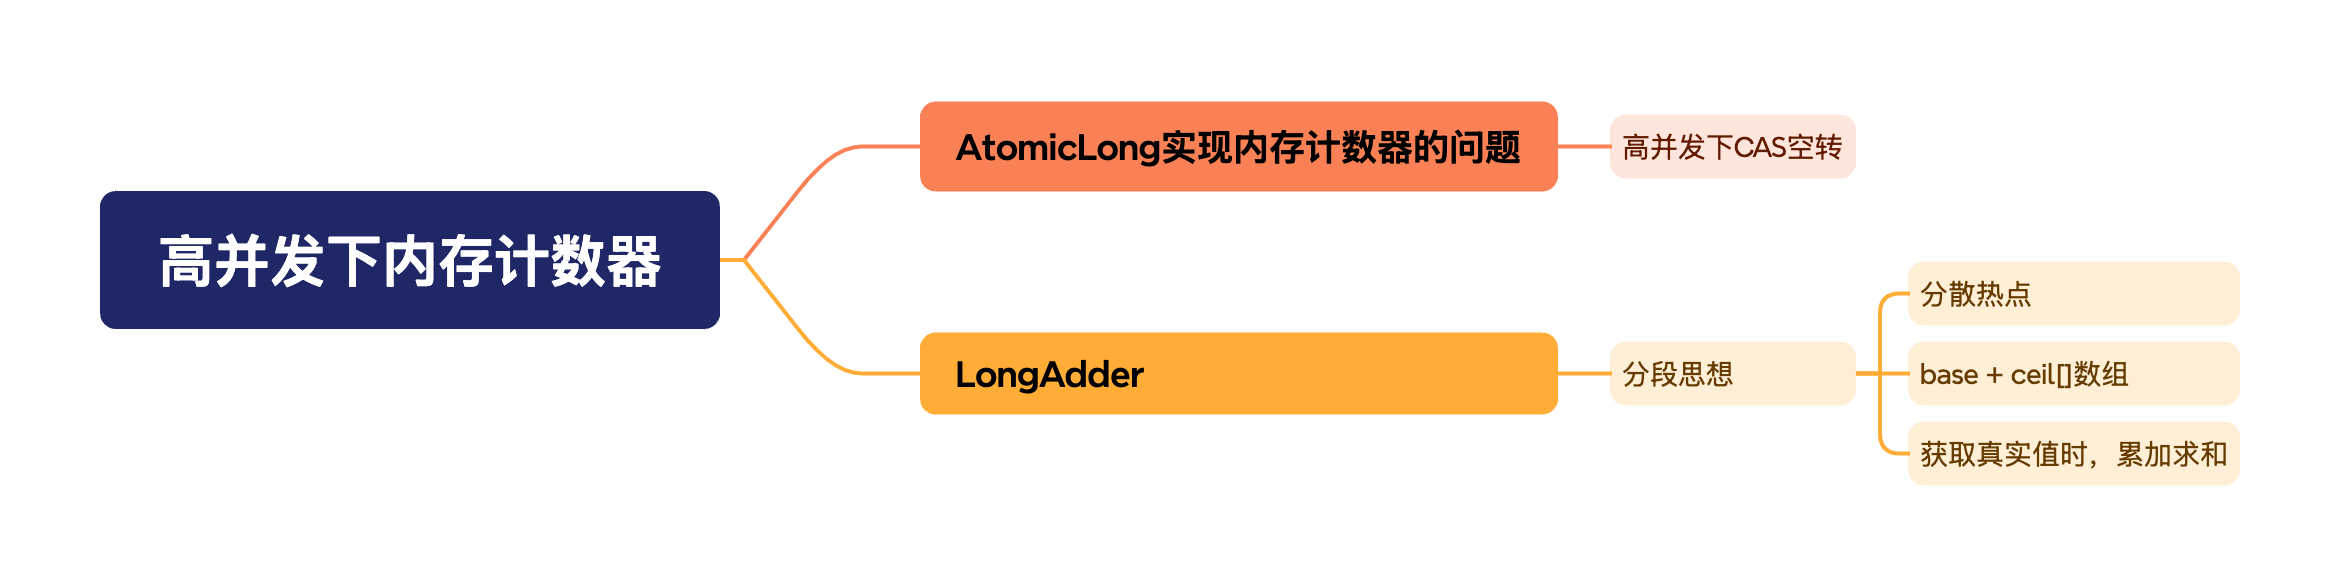 高并发下内存计数器
AtomicLong实现内存计数器的问题
高并发下CAS空转
LongAdder
分段思想
分散热点
base + ceil[]数组
获取真实值时，累加求和